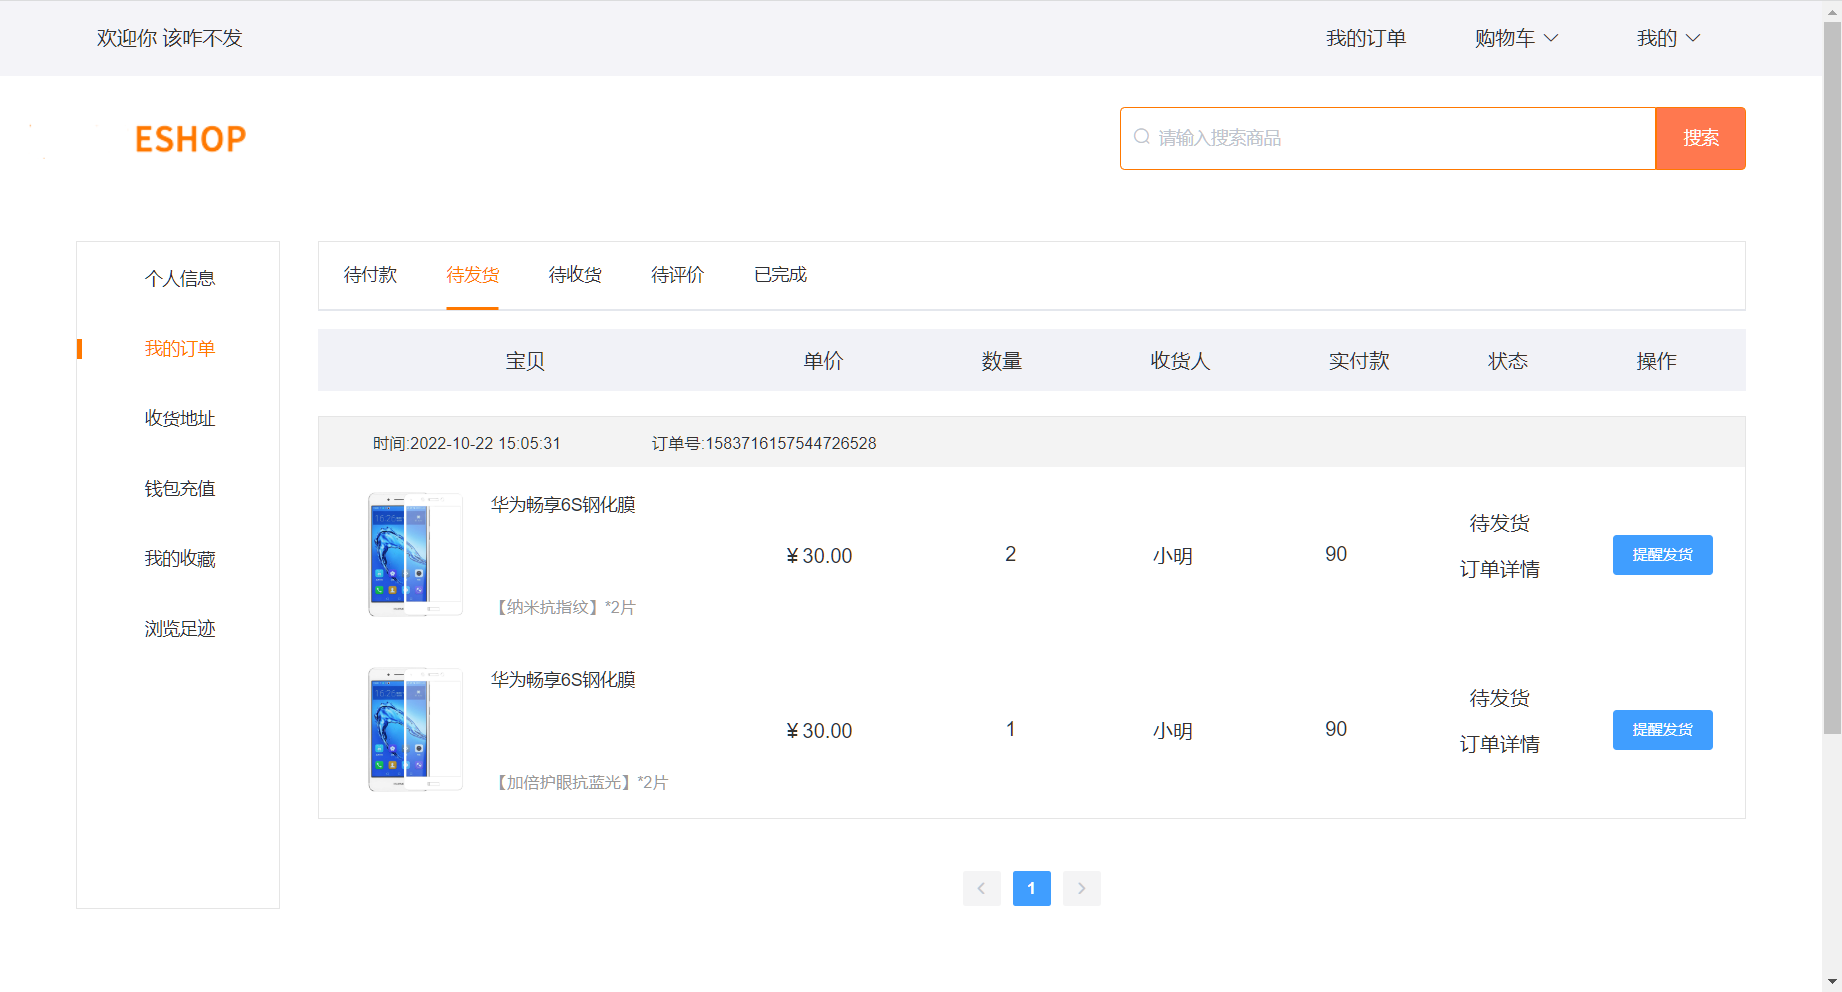 欢迎你 该咋不发
我的订单
购物车
我的
ESHOP
请输入搜索商品
搜索
个人信息
我的订单
收货地址
钱包充值
我的收藏
浏览足迹
待付款 待发货 待收货 待评价 已完成
宝贝 单价 数量 收货人 实付款 状态 操作
时间:2022-10-22 15:05:31 订单号:1583716157544726528
华为畅享6S钢化膜
【纳米抗指纹】*2片
¥30.00 2 小明 90
待发货
订单详情
提醒发货
华为畅享6S钢化膜
【加倍护眼抗蓝光】*2片
¥30.00 1 小明 90
待发货
订单详情
提醒发货
1